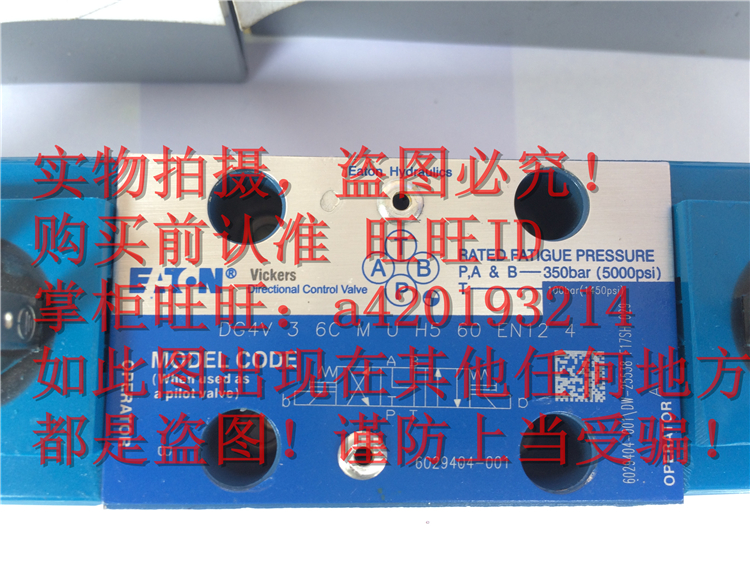 实物拍摄，盗图必究！
Eaton Hydraulics
购买前认准 旺旺ID
T
A B
P
RATED FATIGUE PRESSURE
P,A & B—350bar (5000psi)
T
EATON® Vickers
Directional Control Valve
掌柜旺旺：a420193214
DG4V 3 6C M U H5 60 EN12 4
MODEL CODE
(When used as
a pilot valve)
A B
b
P T
如此图出现在其他任何地方
都是盗图！谨防上当受骗！
OPERATOR
B
6029404-001
OPERATOR A
6029404-001